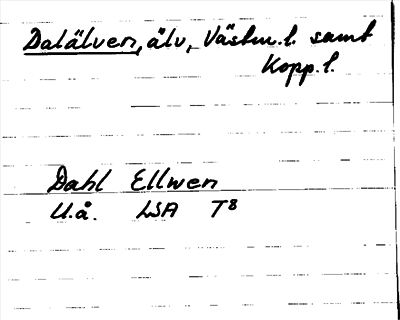 Dalälven, älv, Västm.l. samt
Kopp.l.
Dahl Ellwen
U.å. LSA T8